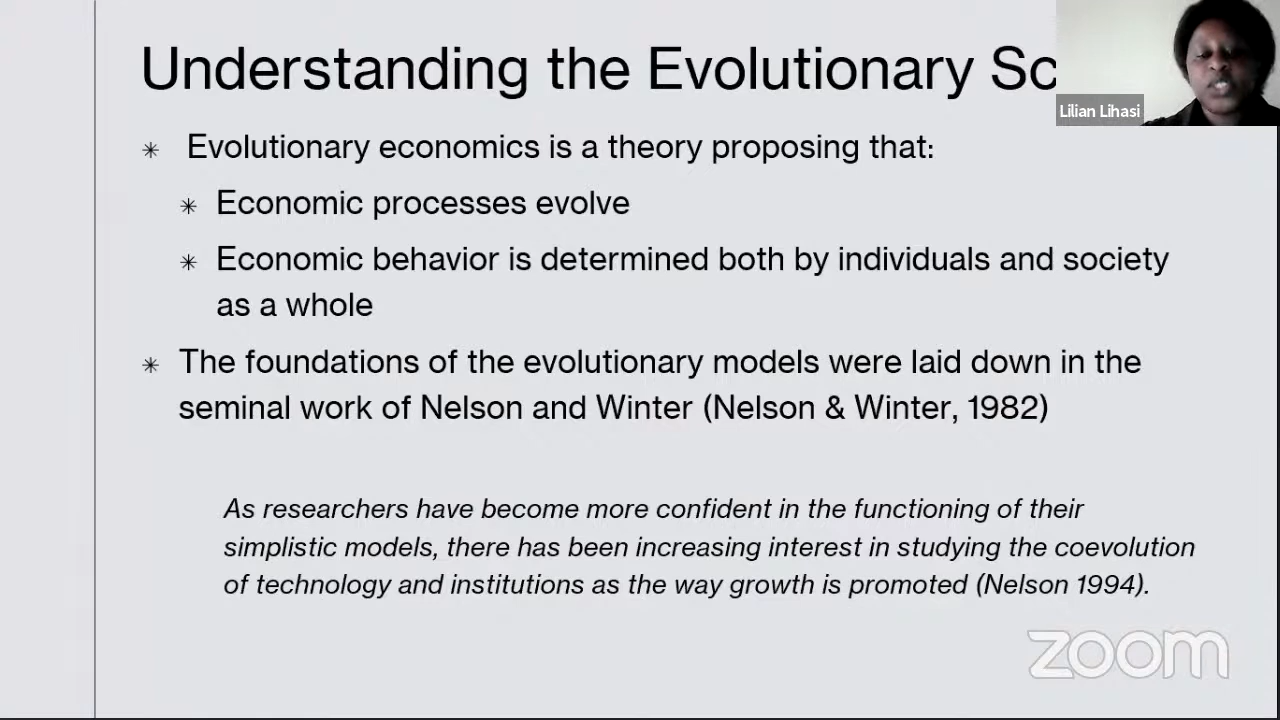 Understanding the Evolutionary Sc
Lilian Lihasi
✳ Evolutionary economics is a theory proposing that:
✳ Economic processes evolve
✳ Economic behavior is determined both by individuals and society
as a whole
✳ The foundations of the evolutionary models were laid down in the
seminal work of Nelson and Winter (Nelson & Winter, 1982)
As researchers have become more confident in the functioning of their
simplistic models, there has been increasing interest in studying the coevolution
of technology and institutions as the way growth is promoted (Nelson 1994).
zoom